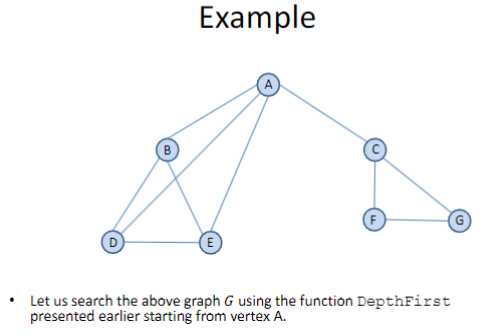 Example
A
B
C
D
E
F
G
• Let us search the above graph G using the function DepthFirst
presented earlier starting from vertex A.